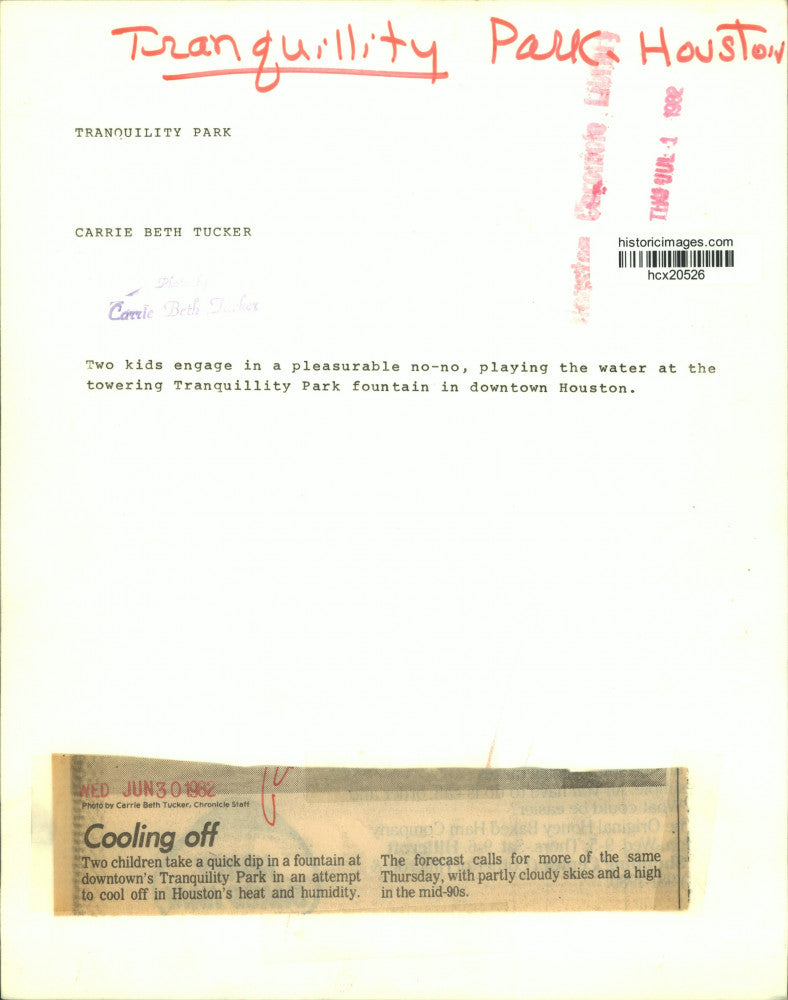 Tranquillity Park Houston
TRANQUILITY PARK
THU JUL 1 1982
CARRIE BETH TUCKER
historicimages.com
hcx20526
Photo by
Carrie Beth Tucker
Two kids engage in a pleasurable no-no, playing the water at the
towering Tranquillity Park fountain in downtown Houston.
WED JUN 30 1982
Photo by Carrie Beth Tucker, Chronicle Staff
Cooling off
Two children take a quick dip in a fountain at
downtown's Tranquility Park in an attempt
to cool off in Houston's heat and humidity.
The forecast calls for more of the same
Thursday, with partly cloudy skies and a high
in the mid-90s.